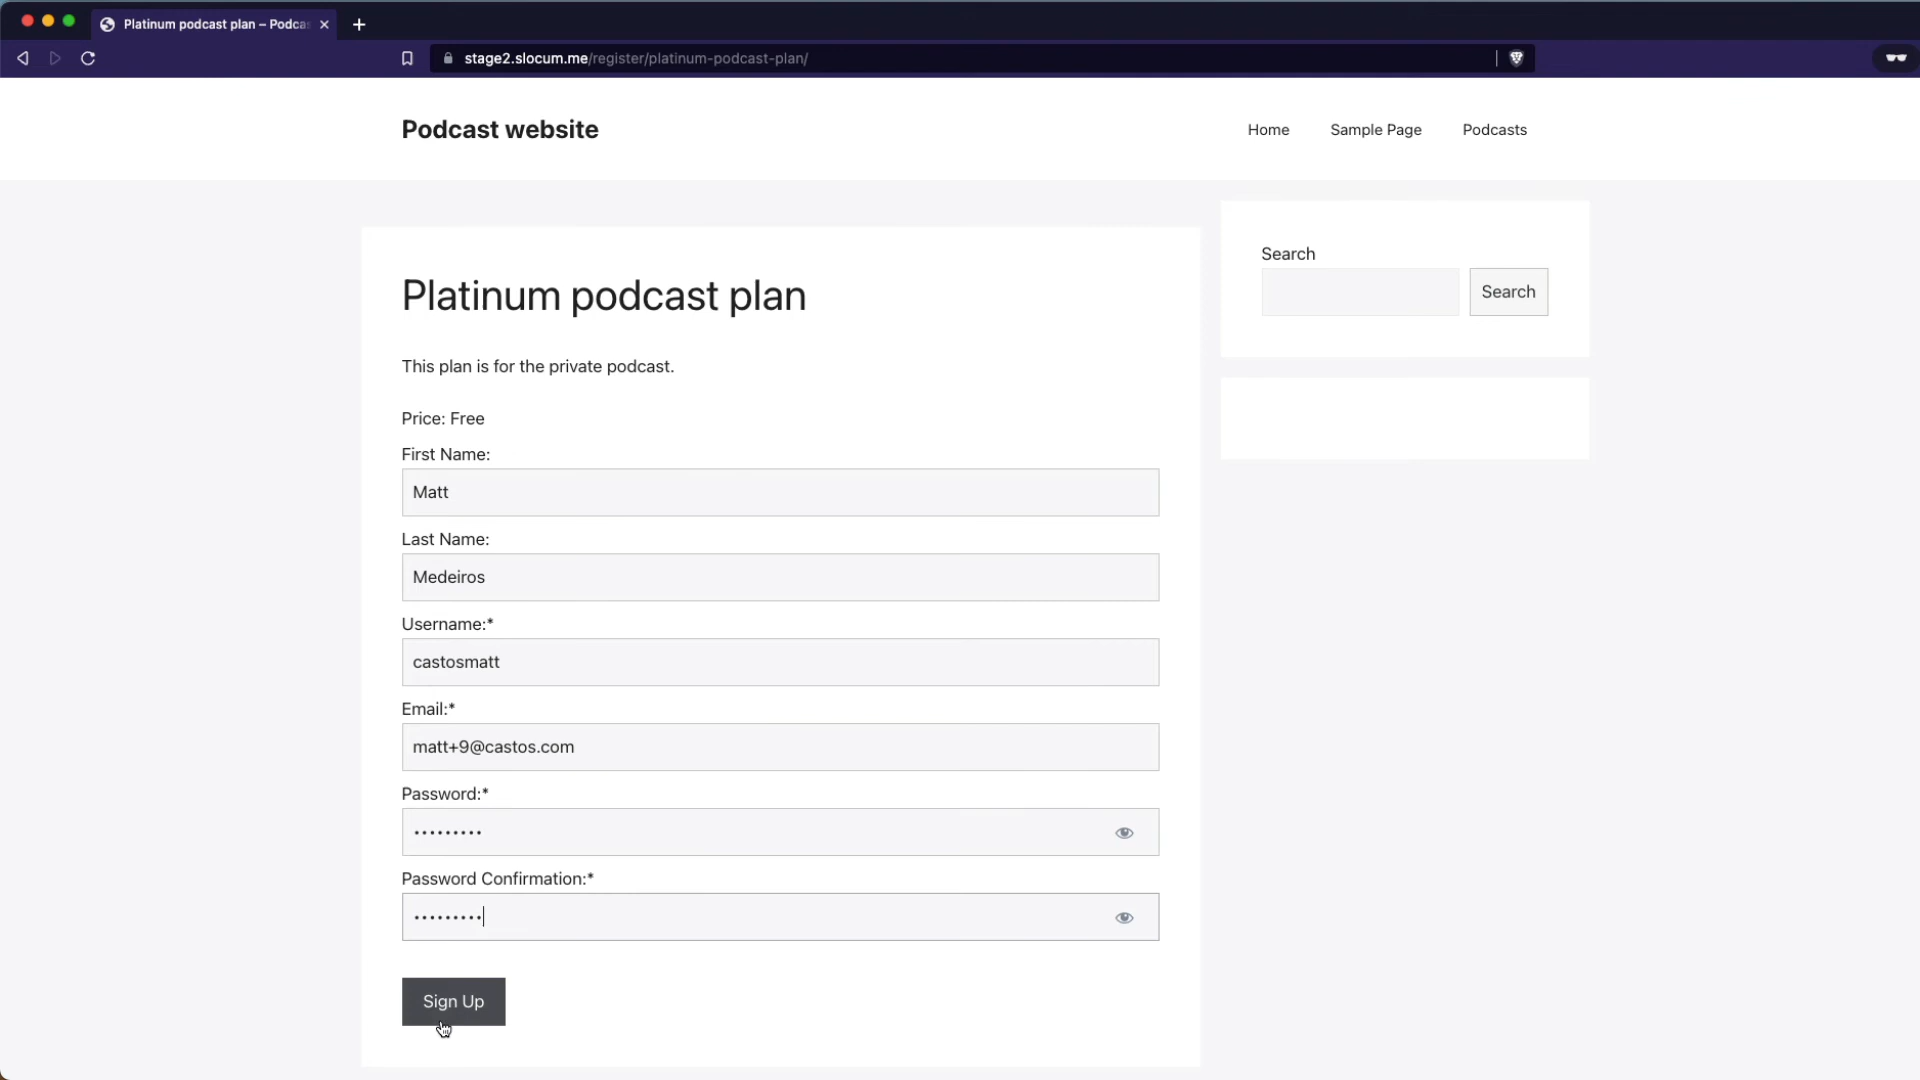 Platinum podcast plan – Podca
stage2.slocum.me/register/platinum-podcast-plan/
Podcast website
Home
Sample Page
Podcasts
Search
Search
Platinum podcast plan
This plan is for the private podcast.
Price: Free
First Name:
Matt
Last Name:
Medeiros
Username:*
castosmatt
Email:*
matt+9@castos.com
Password:*
•••••••••
Password Confirmation:*
•••••••••
Sign Up